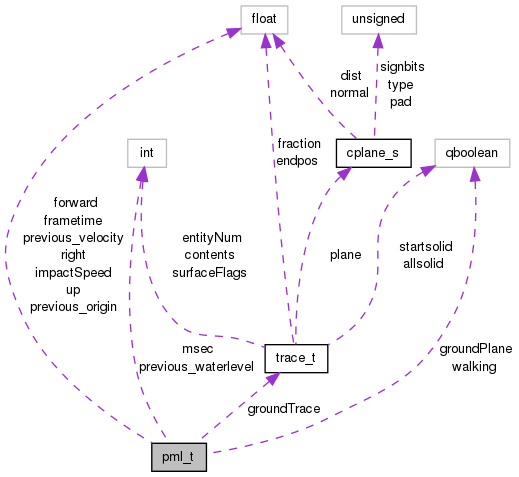 float
unsigned
signbits
type
pad
dist
normal
int
fraction
endpos
cplane_s
qboolean
forward
frametime
previous_velocity
right
impactSpeed
up
previous_origin
entityNum
contents
surfaceFlags
plane
startsolid
allsolid
msec
previous_waterlevel
trace_t
groundPlane
walking
groundTrace
pml_t